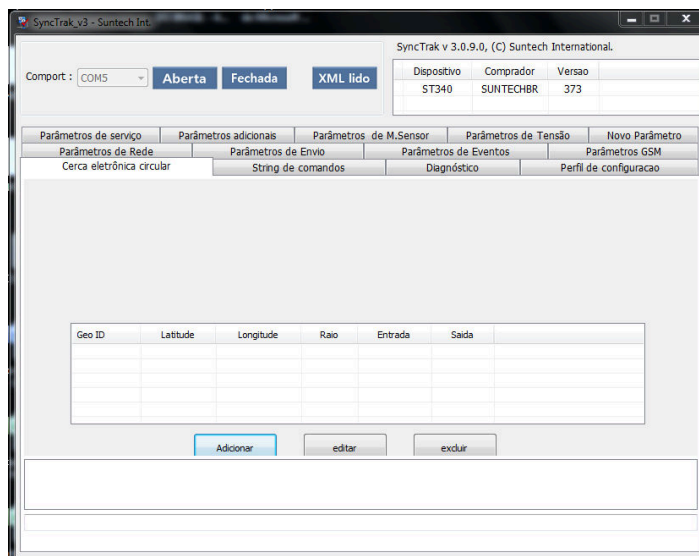 SyncTrak_v3 - Suntech Int.
SyncTrak v 3.0.9.0, (C) Suntech International.
Comport : COM5 Aberta Fechada XML lido
Dispositivo Comprador Versao
ST340 SUNTECHBR 373
Parâmetros de serviço Parâmetros adicionais Parâmetros de M.Sensor Parâmetros de Tensão Novo Parâmetro
Parâmetros de Rede Parâmetros de Envio Parâmetros de Eventos Parâmetros GSM
Cerca eletrônica circular String de comandos Diagnóstico Perfil de configuracao
Geo ID Latitude Longitude Raio Entrada Saida
Adicionar editar excluir